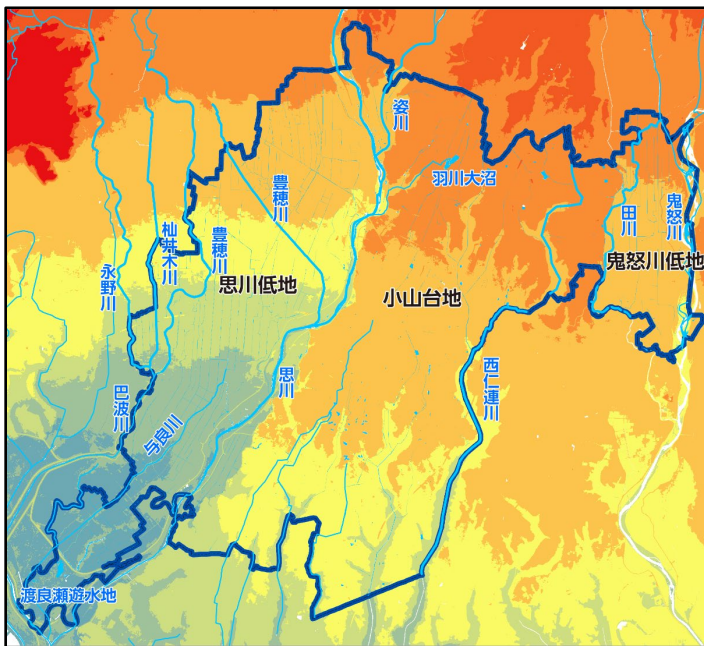 姿川
羽川大沼
豊穂川
豊穂川
杣井木川
永野川
田川
鬼怒川
鬼怒川低地
思川低地
小山台地
西仁連川
思川
巴波川
与良川
渡良瀬遊水地